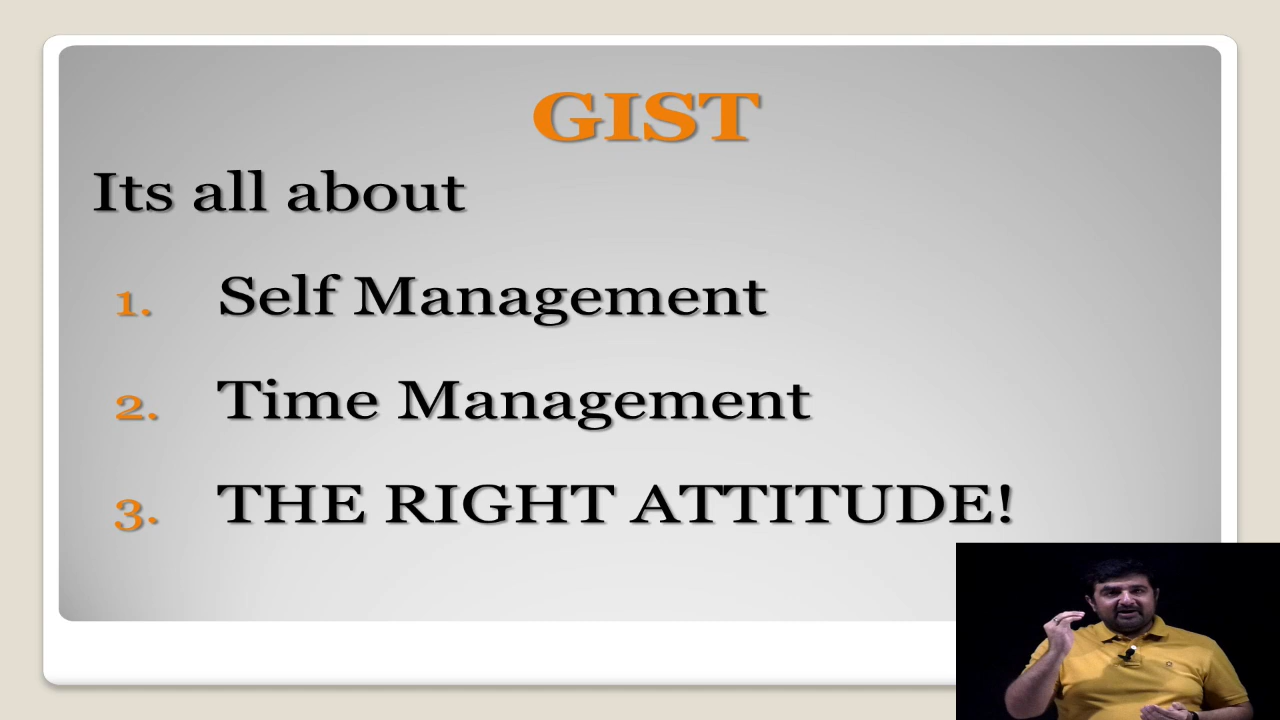 GIST
Its all about
1. Self Management
2. Time Management
3. THE RIGHT ATTITUDE!